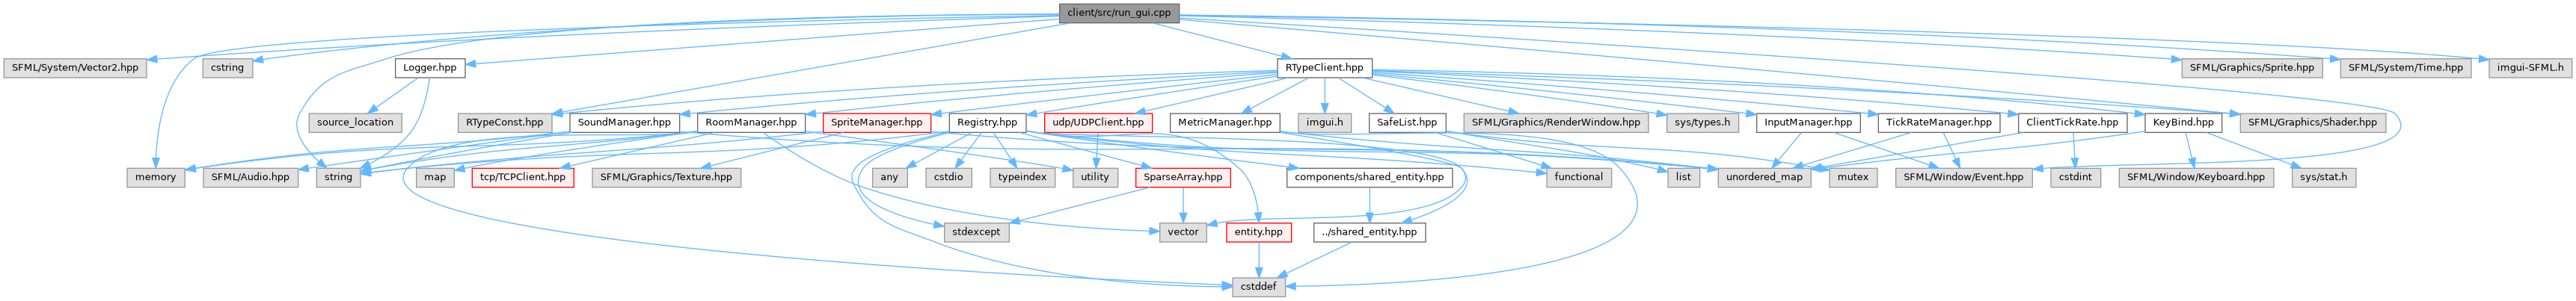 client/src/run_gui.cpp
SFML/System/Vector2.hpp
cstring
Logger.hpp
RTypeClient.hpp
SFML/Graphics/Sprite.hpp
SFML/System/Time.hpp
imgui-SFML.h
source_location
RTypeConst.hpp
SoundManager.hpp
RoomManager.hpp
SpriteManager.hpp
Registry.hpp
udp/UDPClient.hpp
MetricManager.hpp
imgui.h
SafeList.hpp
SFML/Graphics/RenderWindow.hpp
sys/types.h
InputManager.hpp
TickRateManager.hpp
ClientTickRate.hpp
KeyBind.hpp
SFML/Graphics/Shader.hpp
memory
SFML/Audio.hpp
string
map
tcp/TCPClient.hpp
SFML/Graphics/Texture.hpp
any
cstdio
typeindex
utility
SparseArray.hpp
components/shared_entity.hpp
functional
list
unordered_map
mutex
SFML/Window/Event.hpp
cstdint
SFML/Window/Keyboard.hpp
sys/stat.h
stdexcept
vector
entity.hpp
../shared_entity.hpp
cstddef